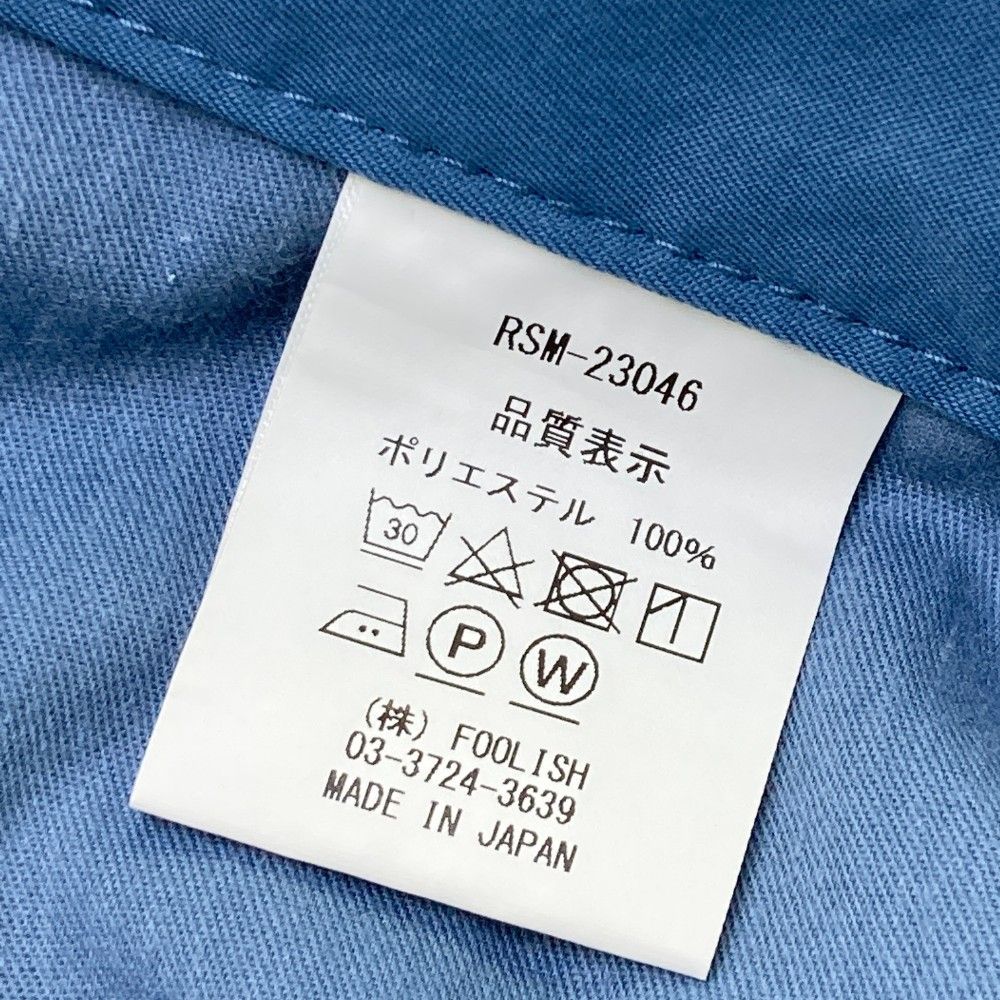 RSM-23046
品質表示
ポリエステル 100%
30
P W
(株) FOOLISH
03-3724-3639
MADE IN JAPAN